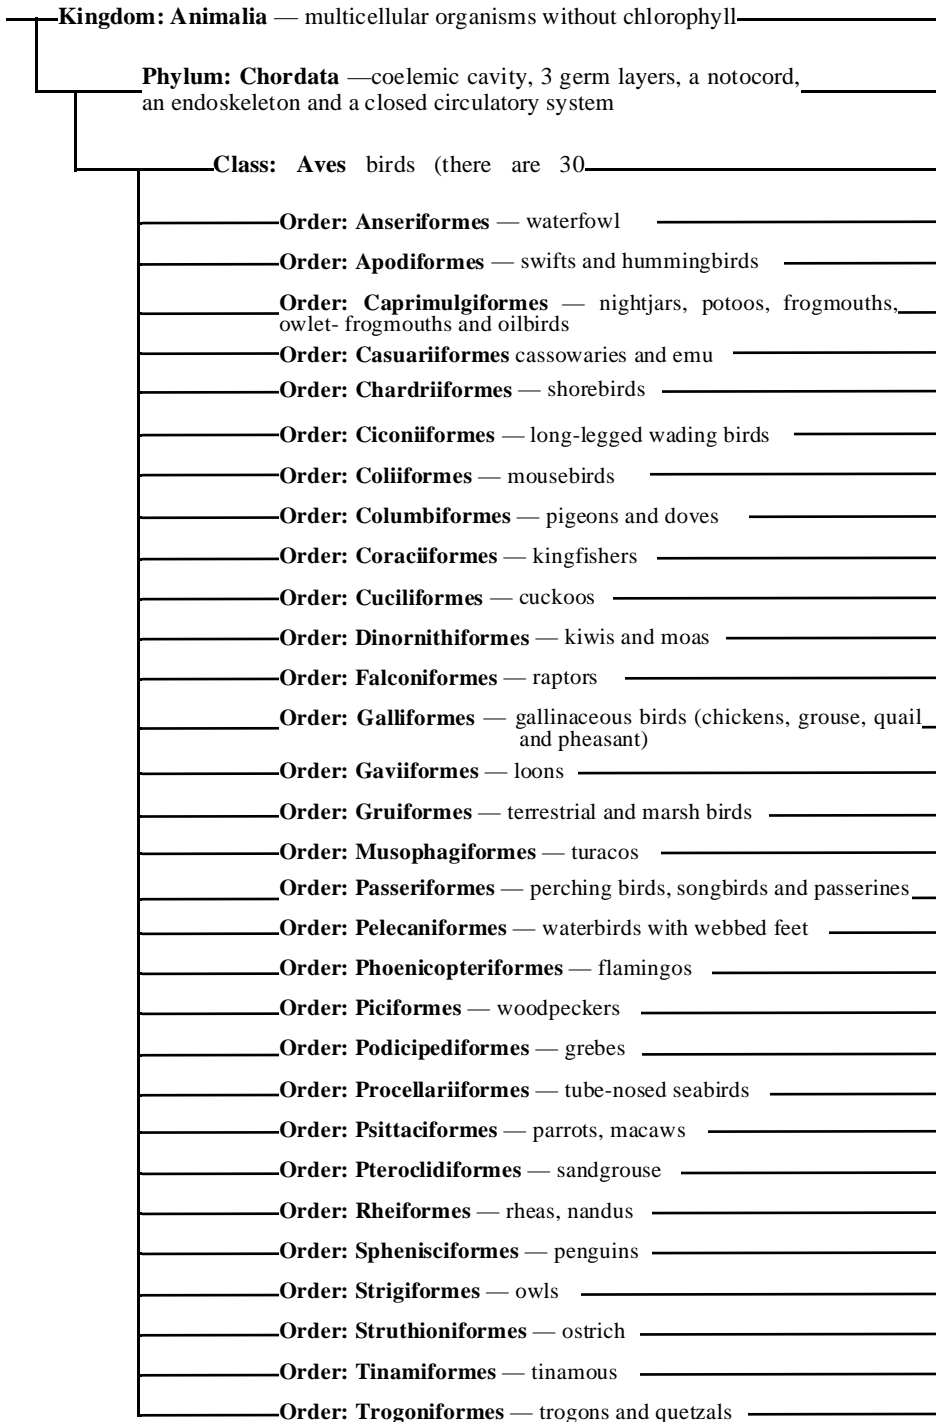 Kingdom: Animalia — multicellular organisms without chlorophyll
Phylum: Chordata —coelemic cavity, 3 germ layers, a notocord,
an endoskeleton and a closed circulatory system
Class: Aves birds (there are 30
Order: Anseriformes — waterfowl
Order: Apodiformes — swifts and hummingbirds
Order: Caprimulgiformes — nightjars, potoos, frogmouths,
owlet- frogmouths and oilbirds
Order: Casuariiformes cassowaries and emu
Order: Chardriiformes — shorebirds
Order: Ciconiiformes — long-legged wading birds
Order: Coliiformes — mousebirds
Order: Columbiformes — pigeons and doves
Order: Coraciiformes — kingfishers
Order: Cuciliformes — cuckoos
Order: Dinornithiformes — kiwis and moas
Order: Falconiformes — raptors
Order: Galliformes — gallinaceous birds (chickens, grouse, quail
and pheasant)
Order: Gaviiformes — loons
Order: Gruiformes — terrestrial and marsh birds
Order: Musophagiformes — turacos
Order: Passeriformes — perching birds, songbirds and passerines
Order: Pelecaniformes — waterbirds with webbed feet
Order: Phoenicopteriformes — flamingos
Order: Piciformes — woodpeckers
Order: Podicipediformes — grebes
Order: Procellariiformes — tube-nosed seabirds
Order: Psittaciformes — parrots, macaws
Order: Pteroclidiformes — sandgrouse
Order: Rheiformes — rheas, nandus
Order: Sphenisciformes — penguins
Order: Strigiformes — owls
Order: Struthioniformes — ostrich
Order: Tinamiformes — tinamous
Order: Trogoniformes — trogons and quetzals